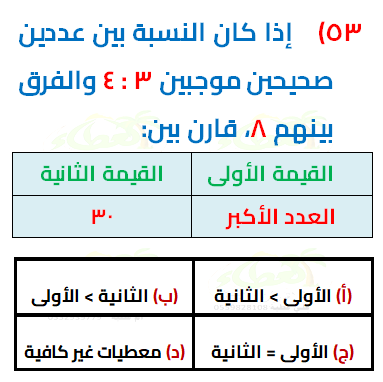 ٥٣) إذا كان النسبة بين عددين
صحيحين موجبين ٣ : ٤ والفرق
بينهم ٨، قارن بين:
القيمة الأولى القيمة الثانية
العدد الأكبر ٣٠
(أ) الأولى > الثانية (ب) الثانية > الأولى
(ج) الأولى = الثانية (د) معطيات غير كافية